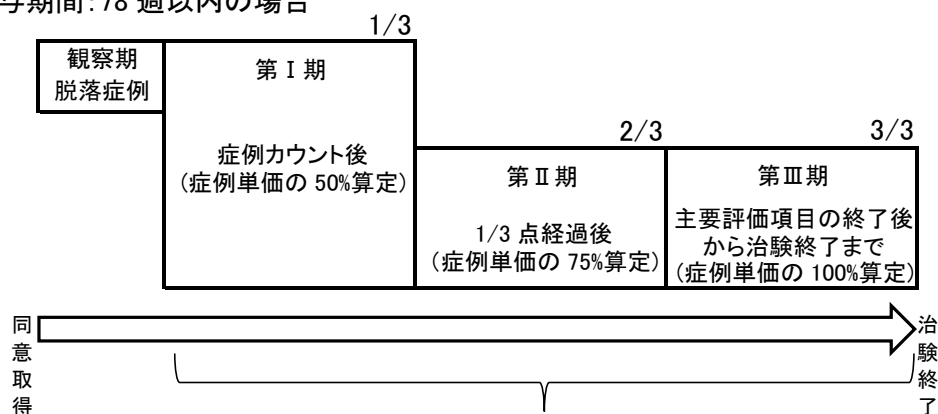 与期間:78 週以内の場合
1/3
観察期
脱落症例
第Ⅰ期
症例カウント後
(症例単価の 50%算定)
2/3
第Ⅱ期
1/3 点経過後
(症例単価の 75%算定)
3/3
第Ⅲ期
主要評価項目の終了後
から治験終了まで
(症例単価の 100%算定)
同意取得
治験終了